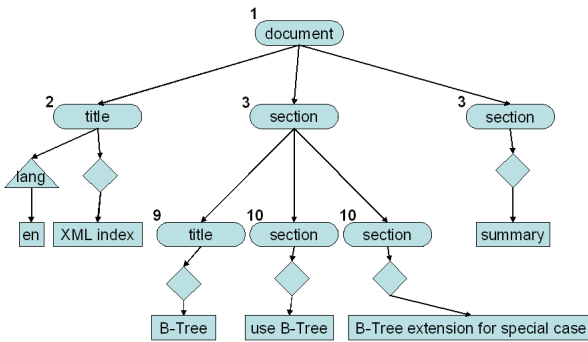 1
document
2
title
3
section
3
section
lang
en
XML index
9
title
10
section
10
section
summary
B-Tree
use B-Tree
B-Tree extension for special case